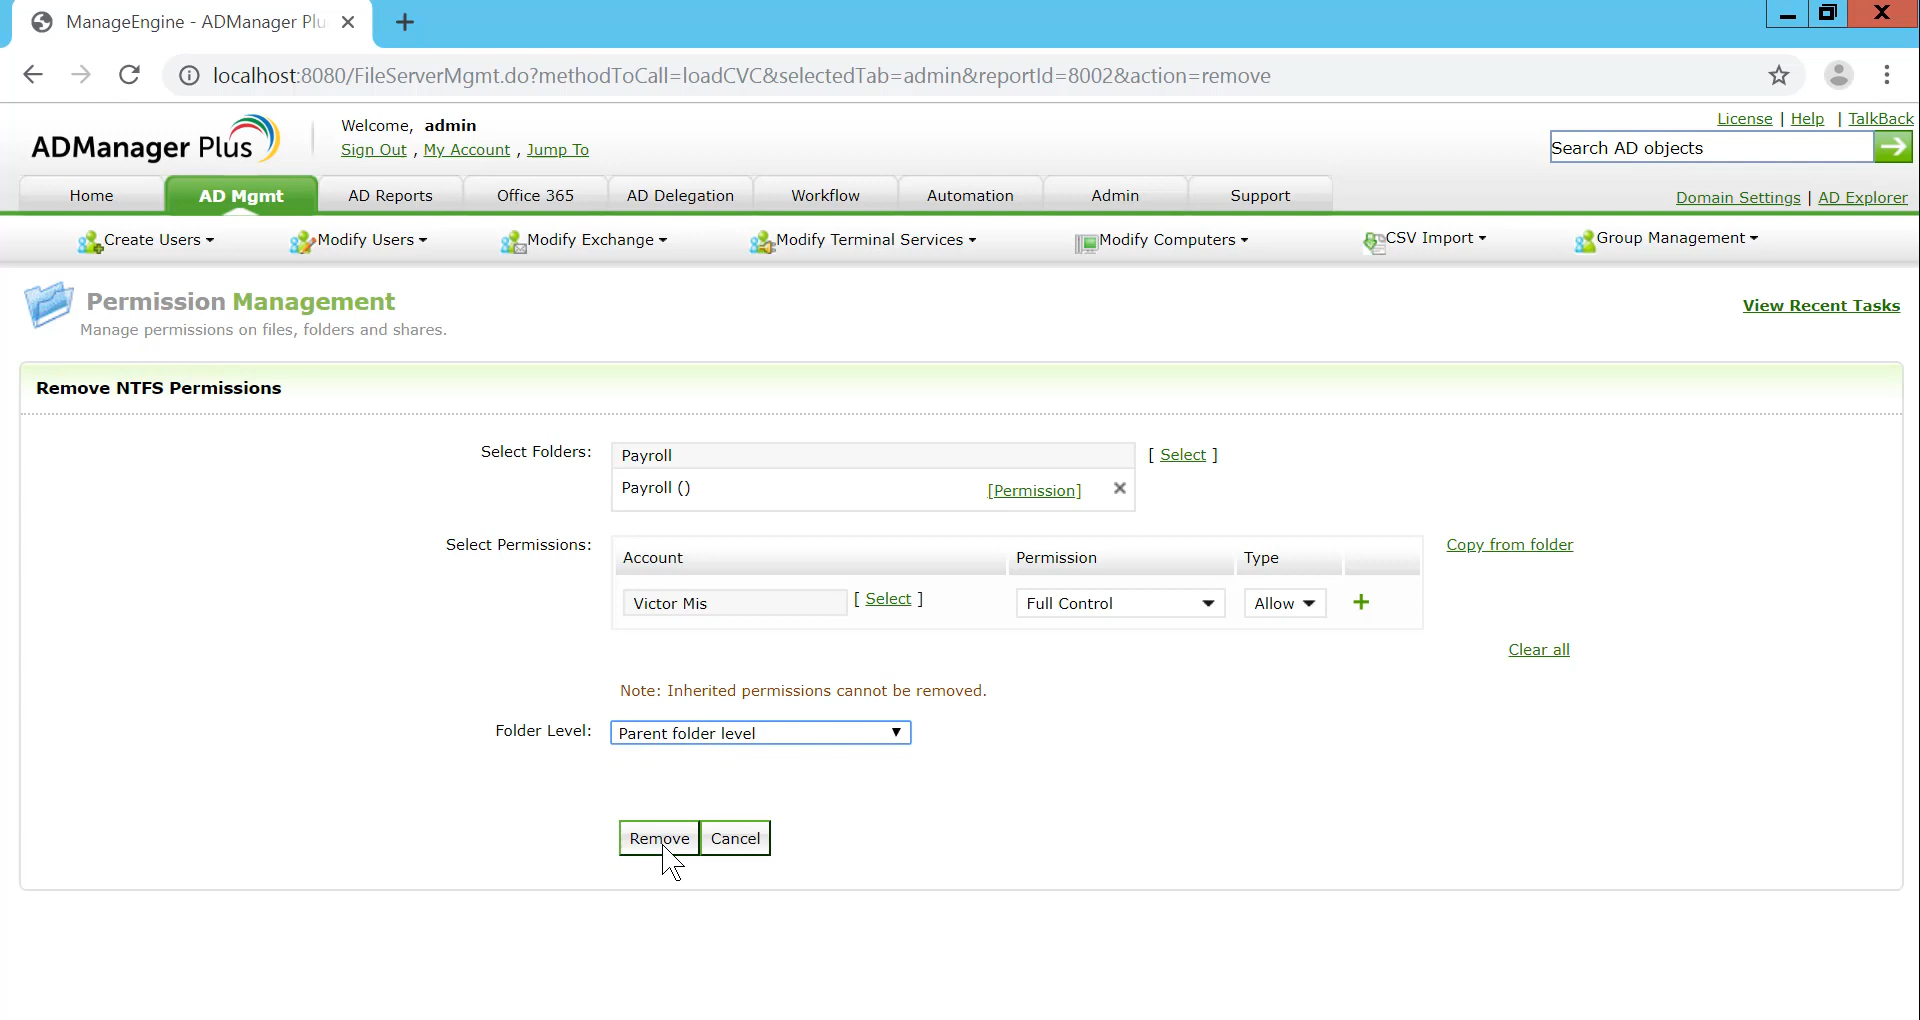 ManageEngine - ADManager Plu
localhost:8080/FileServerMgmt.do?methodToCall=loadCVC&selectedTab=admin&reportId=8002&action=remove
ADManager Plus
Welcome, admin
Sign Out , My Account , Jump To
License | Help | TalkBack
Search AD objects
Home AD Mgmt AD Reports Office 365 AD Delegation Workflow Automation Admin Support
Domain Settings | AD Explorer
Create Users Modify Users Modify Exchange Modify Terminal Services Modify Computers CSV Import Group Management
Permission Management
Manage permissions on files, folders and shares.
View Recent Tasks
Remove NTFS Permissions
Select Folders: Payroll [ Select ]
Payroll () [Permission]
Select Permissions: Account Permission Type Copy from folder
Victor Mis [ Select ] Full Control Allow
Clear all
Note: Inherited permissions cannot be removed.
Folder Level: Parent folder level
Remove Cancel